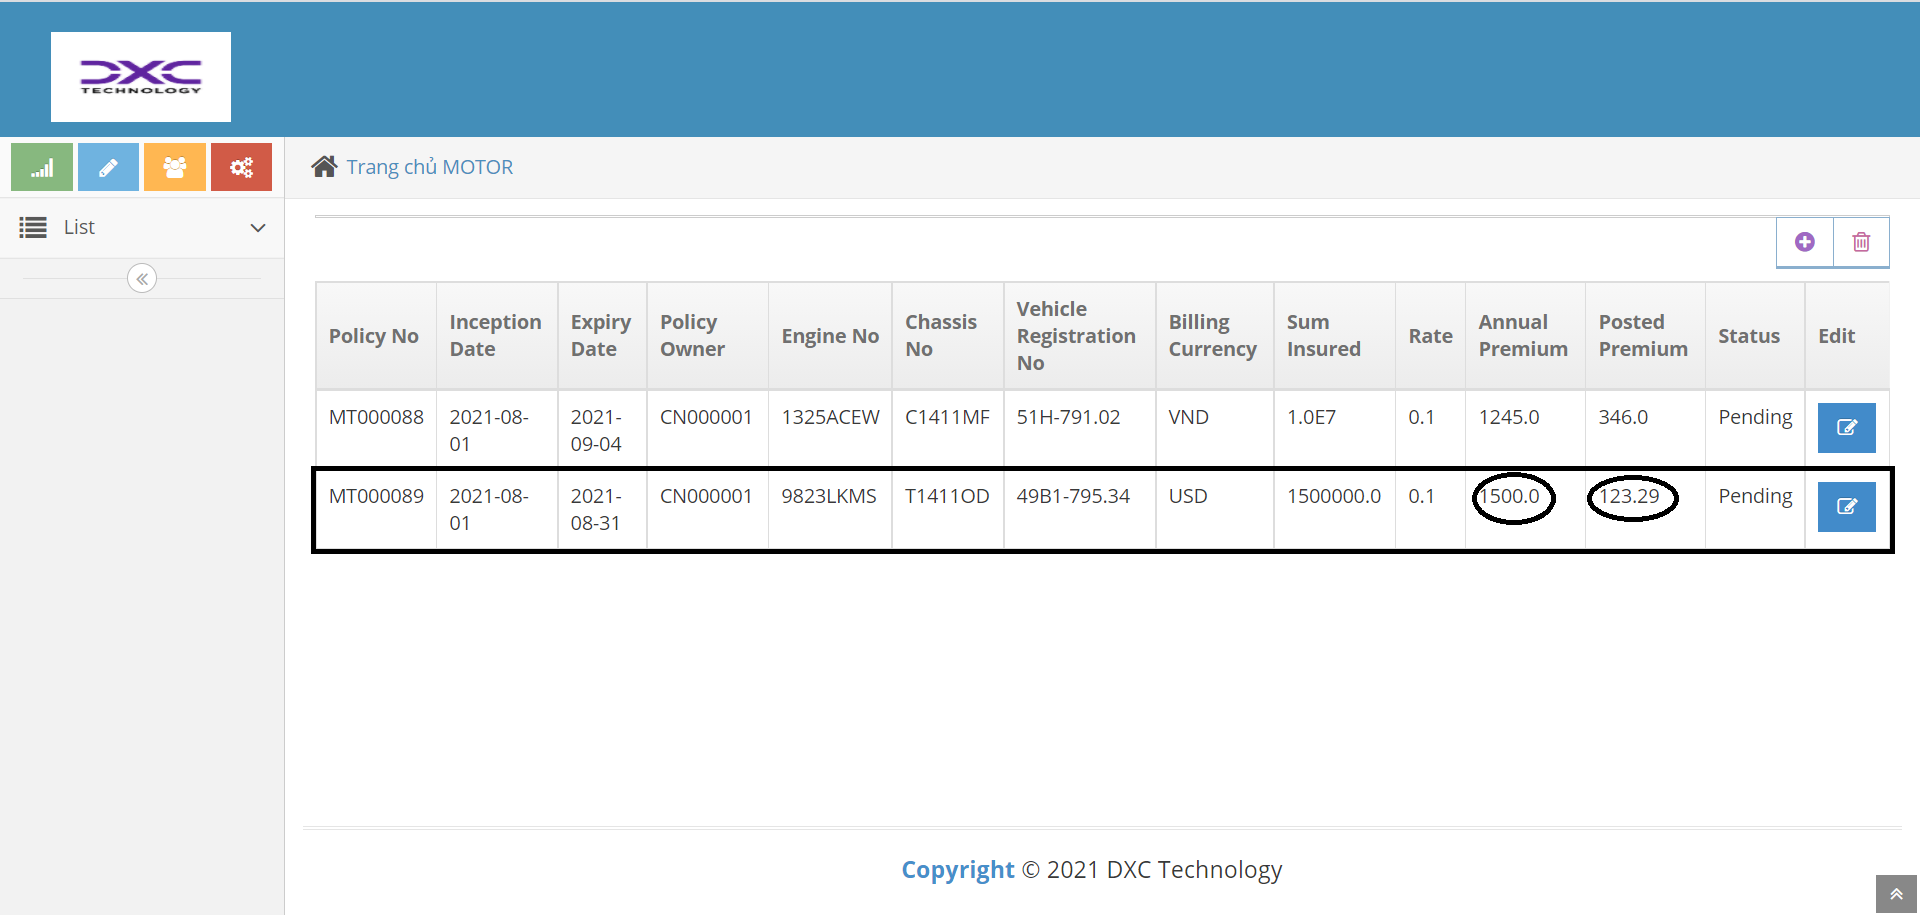 DXC
TECHNOLOGY
Trang chủ MOTOR
List
Policy No
Inception
Date
Expiry
Date
Policy
Owner
Engine No
Chassis
No
Vehicle
Registration
No
Billing
Currency
Sum
Insured
Rate
Annual
Premium
Posted
Premium
Status
Edit
MT000088 2021-08- 2021- CN000001 1325ACEW C1411MF 51H-791.02 VND 1.0E7 0.1 1245.0 346.0 Pending
01 09-04
MT000089 2021-08- 2021- CN000001 9823LKMS T1411OD 49B1-795.34 USD 1500000.0 0.1 1500.0 123.29 Pending
01 08-31
Copyright © 2021 DXC Technology